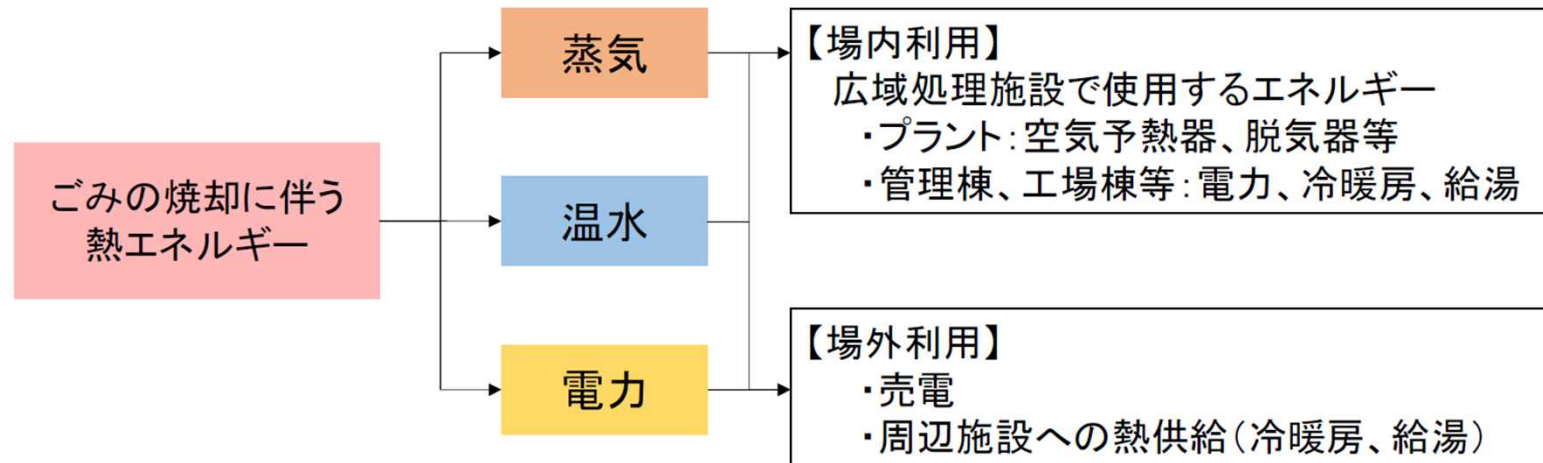 ごみの焼却に伴う
熱エネルギー
蒸気
温水
電力
【場内利用】
広域処理施設で使用するエネルギー
・プラント:空気予熱器、脱気器等
・管理棟、工場棟等:電力、冷暖房、給湯
【場外利用】
・売電
・周辺施設への熱供給(冷暖房、給湯)